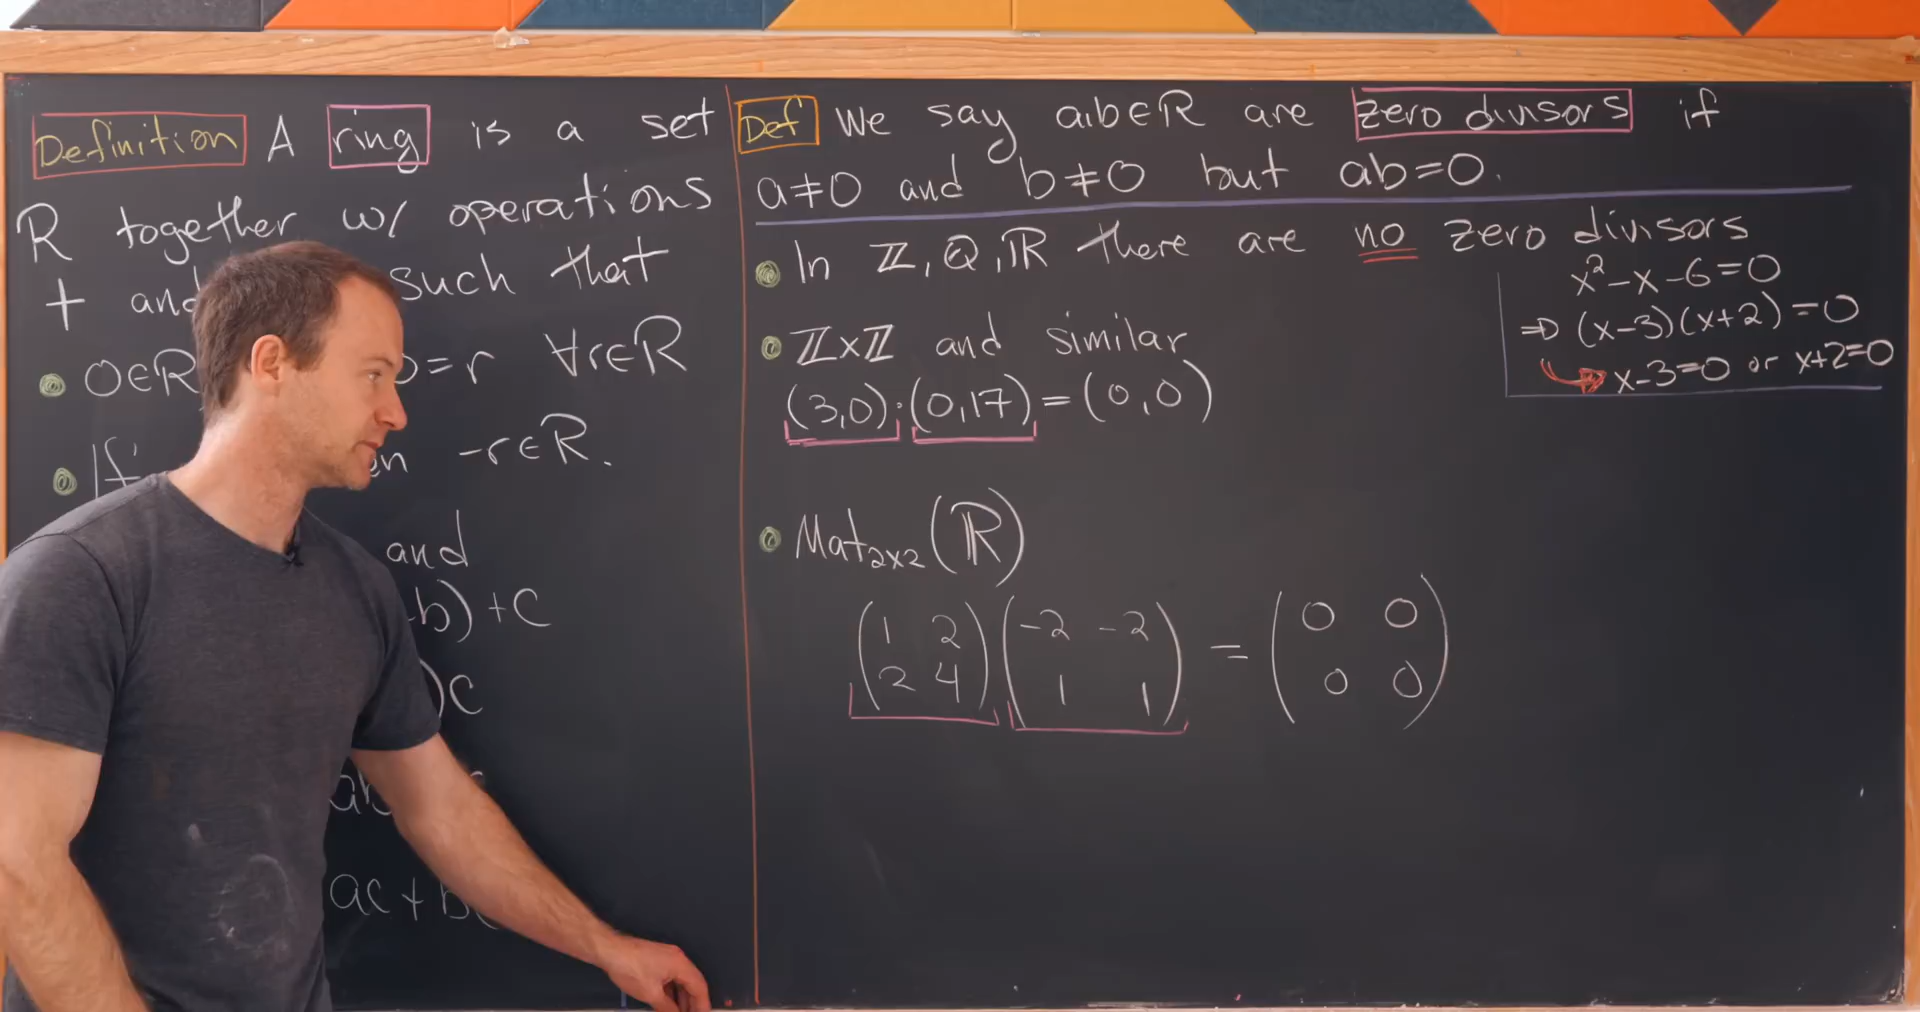 Definition A ring is a set
R together w/ operations
+ and such that
0∈R, 0=r ∀r∈R
If -r∈R.
and
b)+c
)c
ac+b
Def We say a,b∈R are zero divisors if
a≠0 and b≠0 but ab=0.
In ℤ, ℚ, ℝ there are no zero divisors
x²-x-6=0
⇒ (x-3)(x+2)=0
x-3=0 or x+2=0
ℤ×ℤ and similar
(3,0)·(0,17)=(0,0)
Mat₂ₓ₂(ℝ)
(1 2 (-2 -2 = (0 0
2 4) 1 1) 0 0)